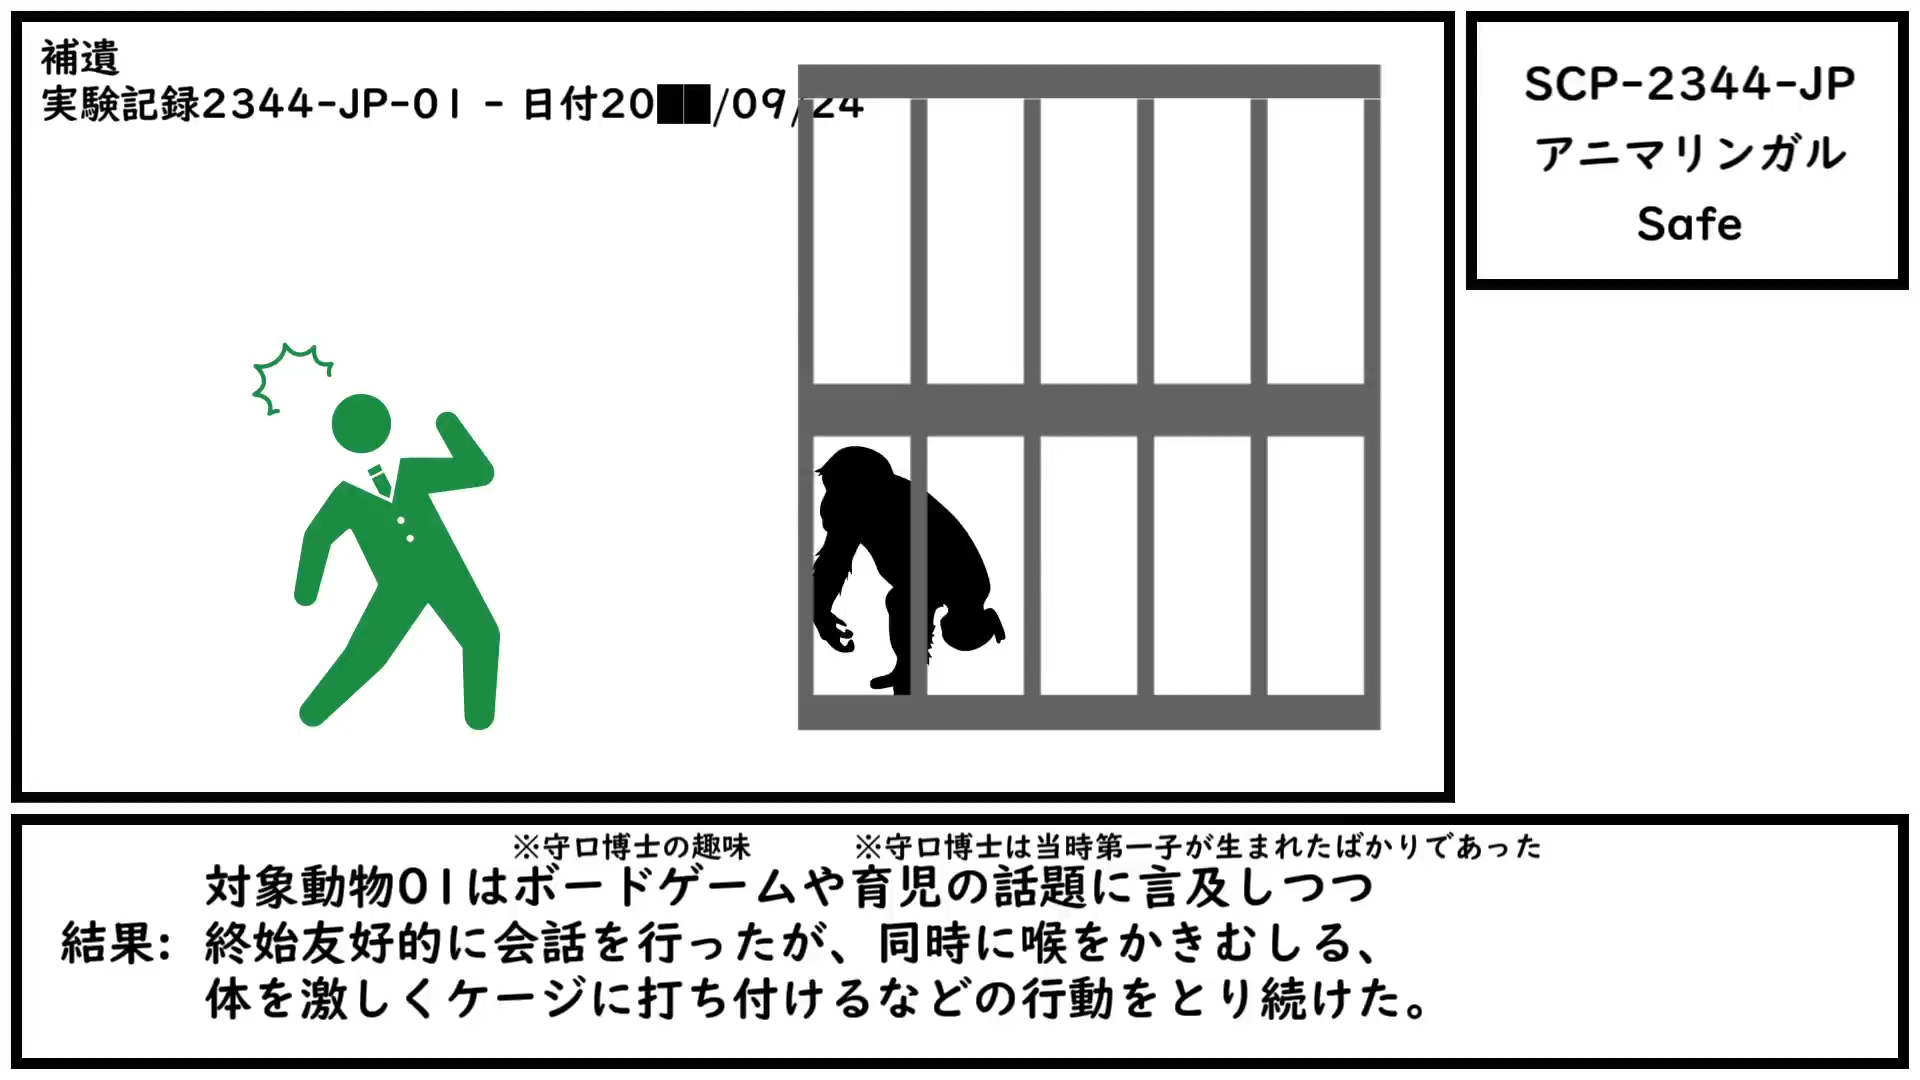 補遺
実験記録2344-JP-01 - 日付20██/09/24
SCP-2344-JP
アニマリンガル
Safe
※守口博士の趣味 ※守口博士は当時第一子が生まれたばかりであった
対象動物01はボードゲームや育児の話題に言及しつつ
結果: 終始友好的に会話を行ったが、同時に喉をかきむしる、
体を激しくケージに打ち付けるなどの行動をとり続けた。